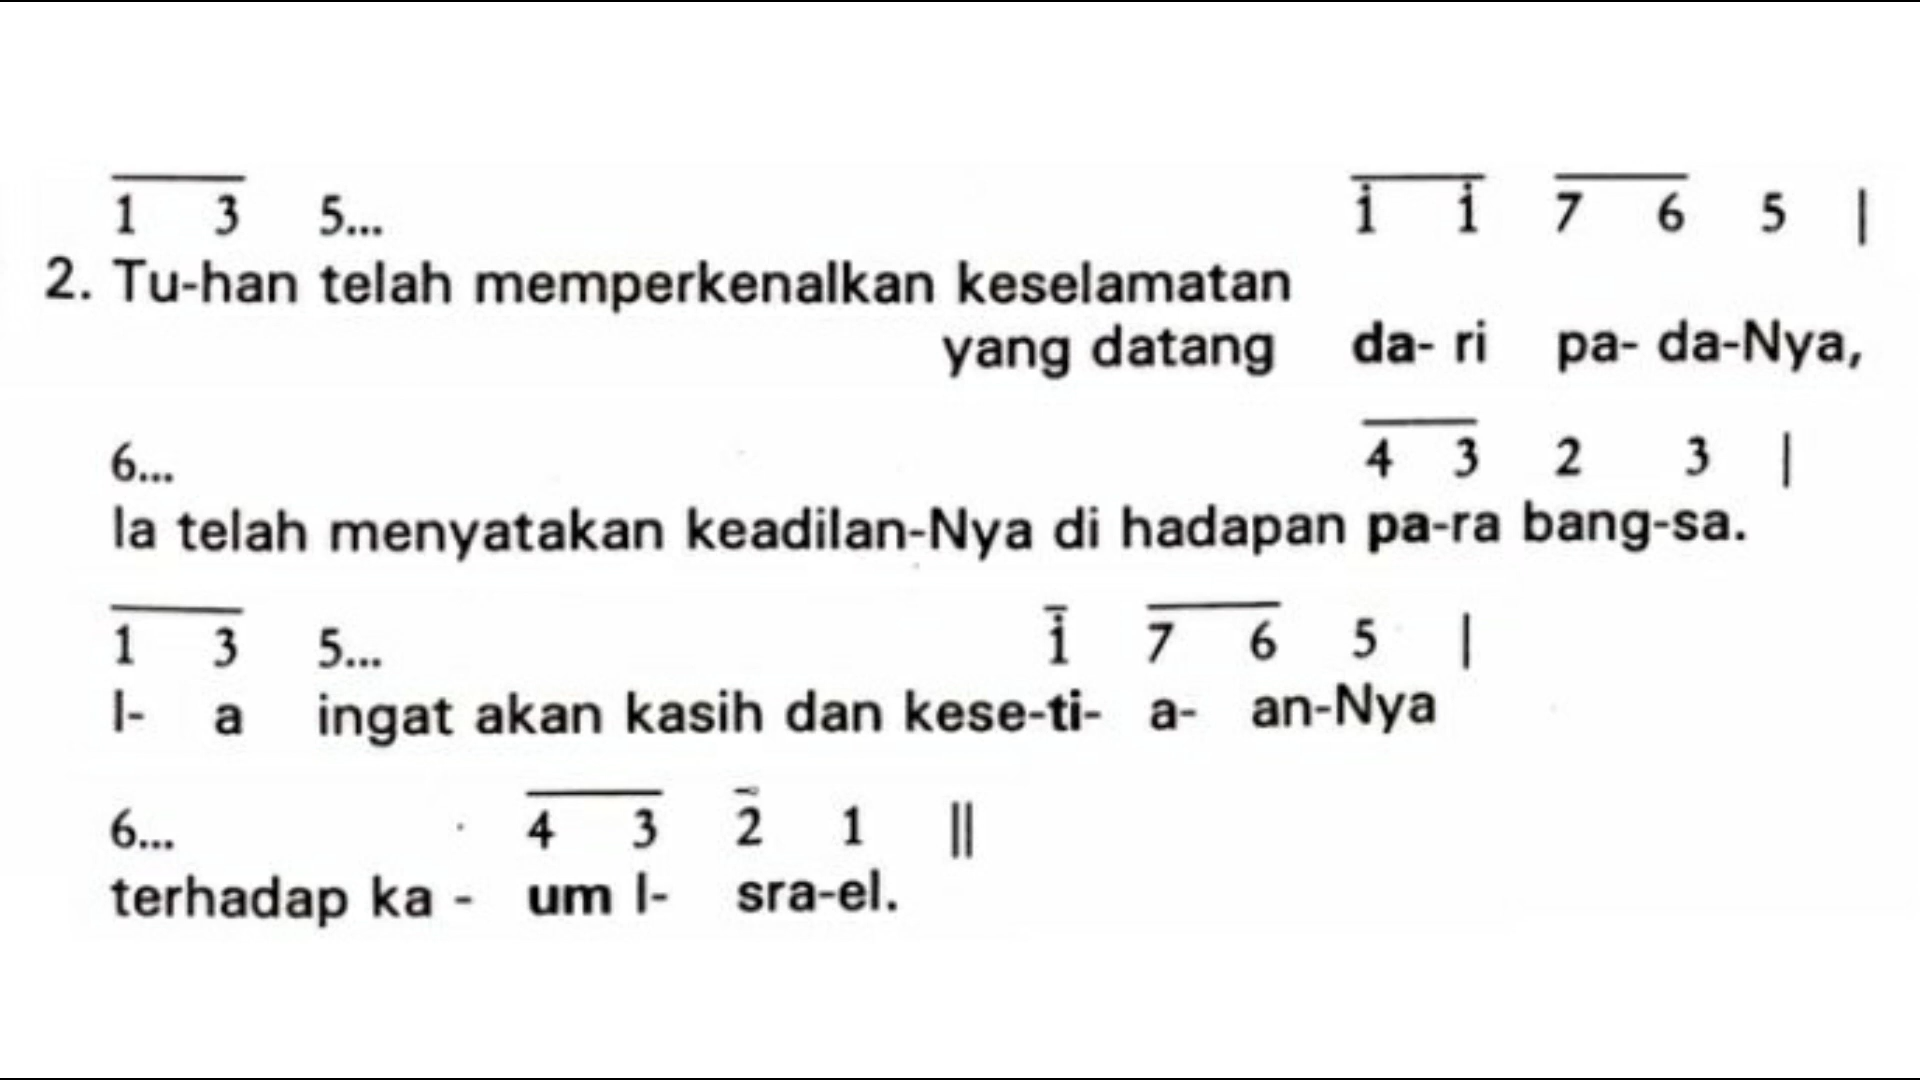 1 3 5... i i 7 6 5 |
2. Tu-han telah memperkenalkan keselamatan
yang datang da- ri pa- da-Nya,
6... 4 3 2 3 |
Ia telah menyatakan keadilan-Nya di hadapan pa-ra bang-sa.
1 3 5... i 7 6 5 |
I- a ingat akan kasih dan kese-ti- a- an-Nya
6... 4 3 2 1 ||
terhadap ka - um I- sra-el.